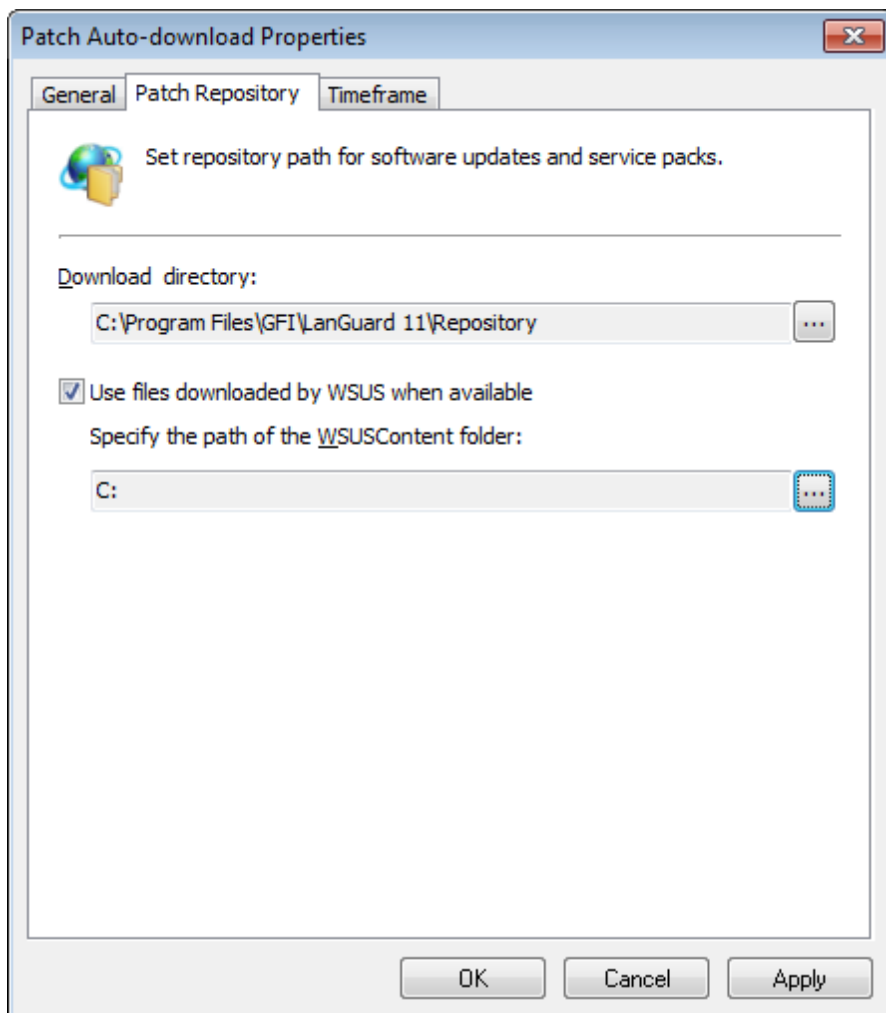 Patch Auto-download Properties
General Patch Repository Timeframe
Set repository path for software updates and service packs.
Download directory:
C:\Program Files\GFI\LanGuard 11\Repository ...
Use files downloaded by WSUS when available
Specify the path of the WSUSContent folder:
C: ...
OK Cancel Apply